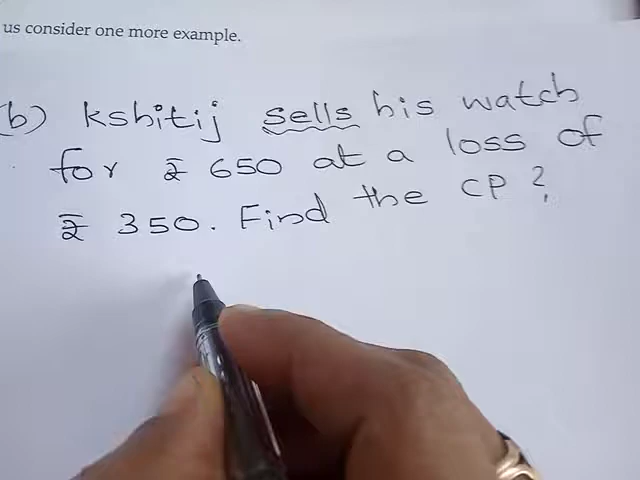 us consider one more example.
(b) kshitij sells his watch
for ₹ 650 at a loss of
₹ 350. Find the CP ?